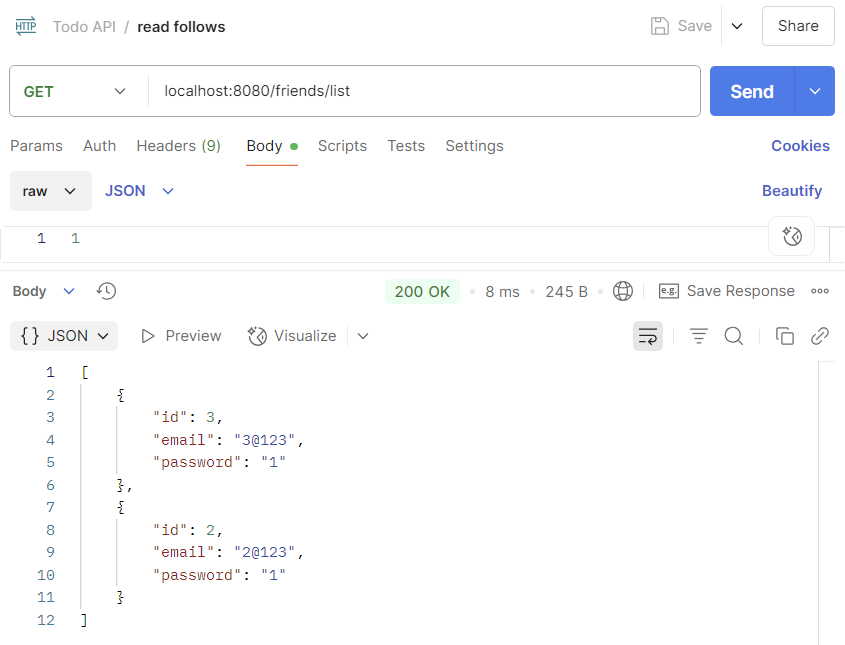 HTTP Todo API / read follows Save Share
GET localhost:8080/friends/list Send
Params Auth Headers (9) Body Scripts Tests Settings Cookies
raw JSON Beautify
1 1
Body 200 OK 8 ms 245 B e.g. Save Response
{} JSON Preview Visualize
1 [
2 {
3 "id": 3,
4 "email": "3@123",
5 "password": "1"
6 },
7 {
8 "id": 2,
9 "email": "2@123",
10 "password": "1"
11 }
12 ]